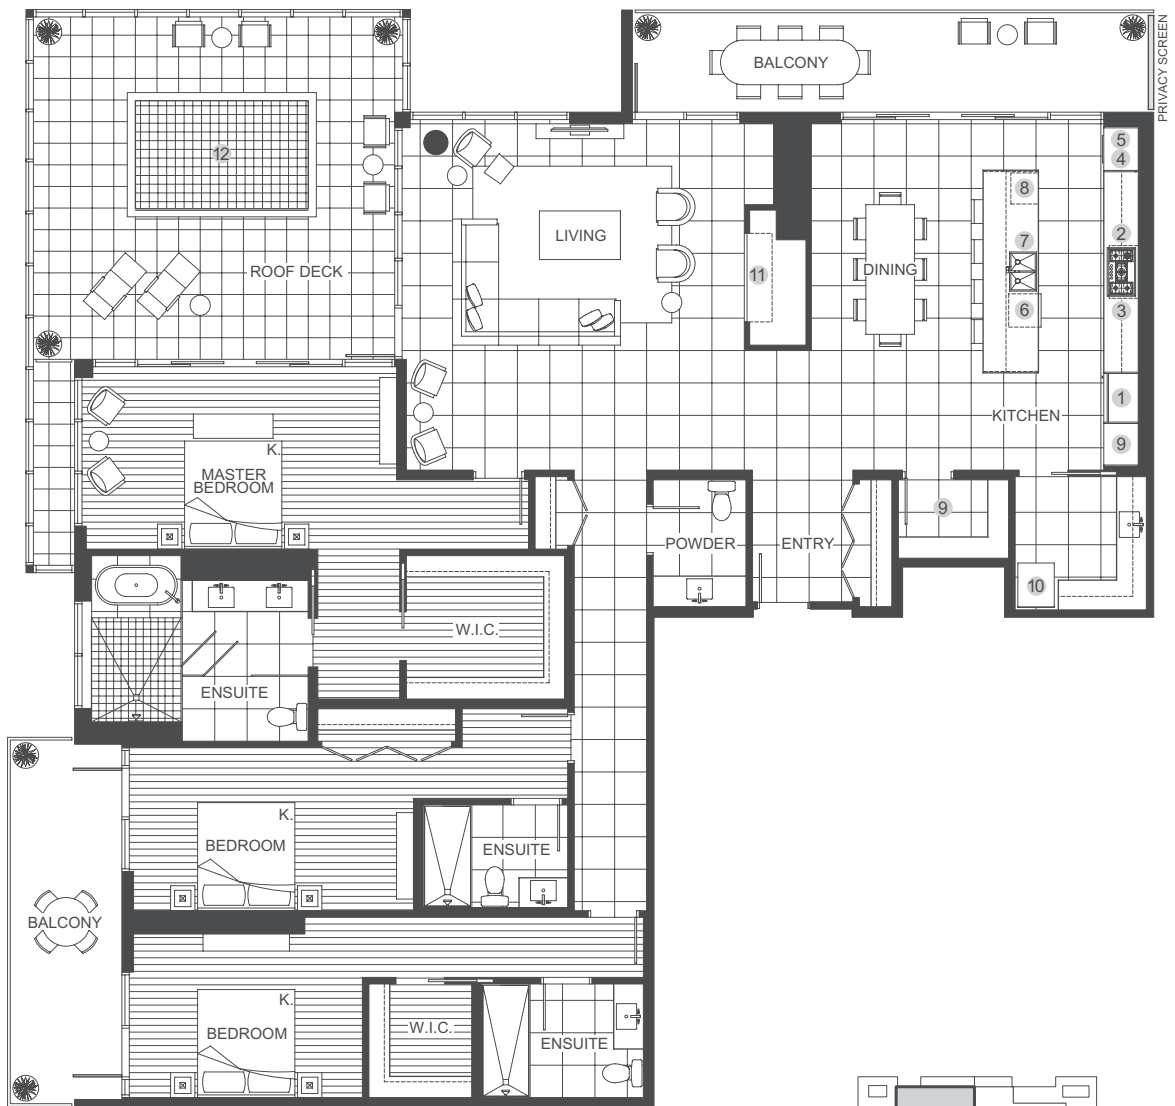 BALCONY
PRIVACY SCREEN
5
4
12
8
LIVING
2
7
ROOF DECK
11
DINING
6
3
1
KITCHEN
9
K.
MASTER
BEDROOM
9
POWDER
ENTRY
10
W.I.C.
ENSUITE
K.
BEDROOM
ENSUITE
BALCONY
K.
BEDROOM
W.I.C.
ENSUITE